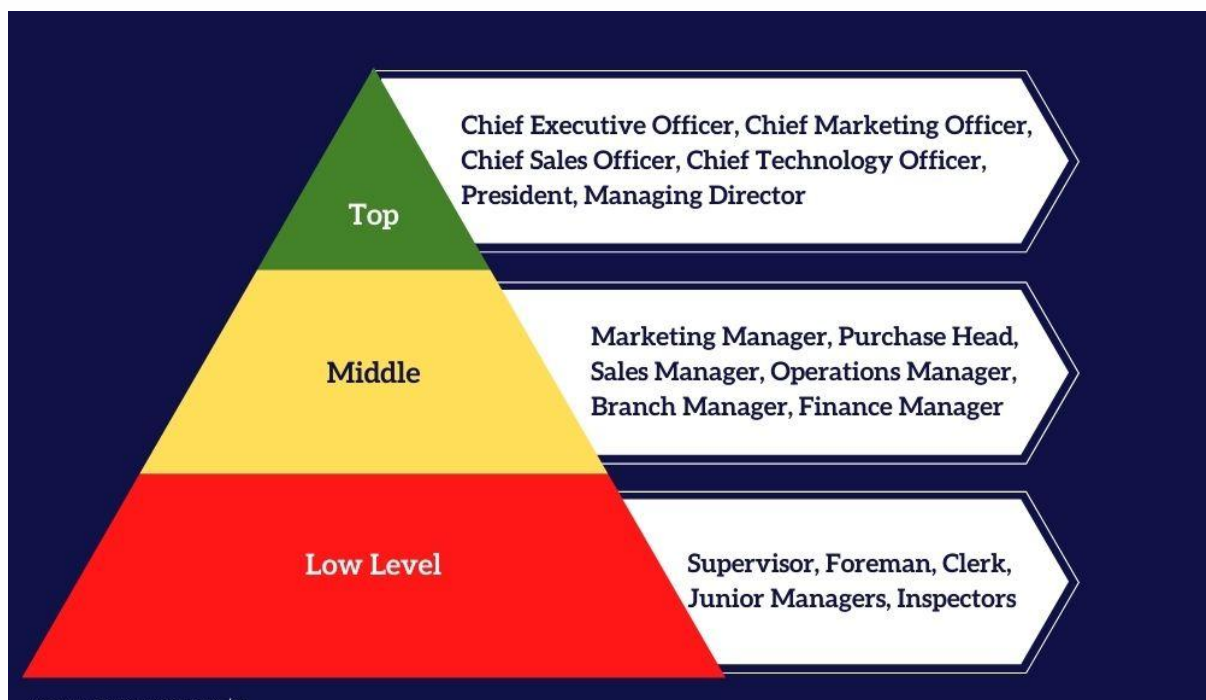 Chief Executive Officer, Chief Marketing Officer,
Chief Sales Officer, Chief Technology Officer,
President, Managing Director
Top
Marketing Manager, Purchase Head,
Sales Manager, Operations Manager,
Branch Manager, Finance Manager
Middle
Supervisor, Foreman, Clerk,
Junior Managers, Inspectors
Low Level